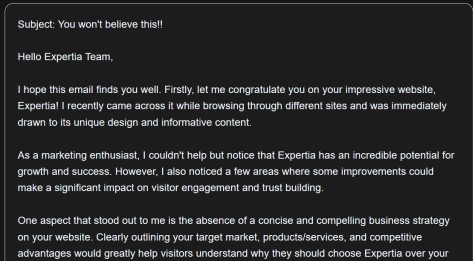 Subject: You won't believe this!!
Hello Expertia Team,
I hope this email finds you well. Firstly, let me congratulate you on your impressive website,
Expertia! I recently came across it while browsing through different sites and was immediately
drawn to its unique design and informative content.
As a marketing enthusiast, I couldn't help but notice that Expertia has an incredible potential for
growth and success. However, I also noticed a few areas where some improvements could
make a significant impact on visitor engagement and trust building.
One aspect that stood out to me is the absence of a concise and compelling business strategy
on your website. Clearly outlining your target market, products/services, and competitive
advantages would greatly help visitors understand why they should choose Expertia over your